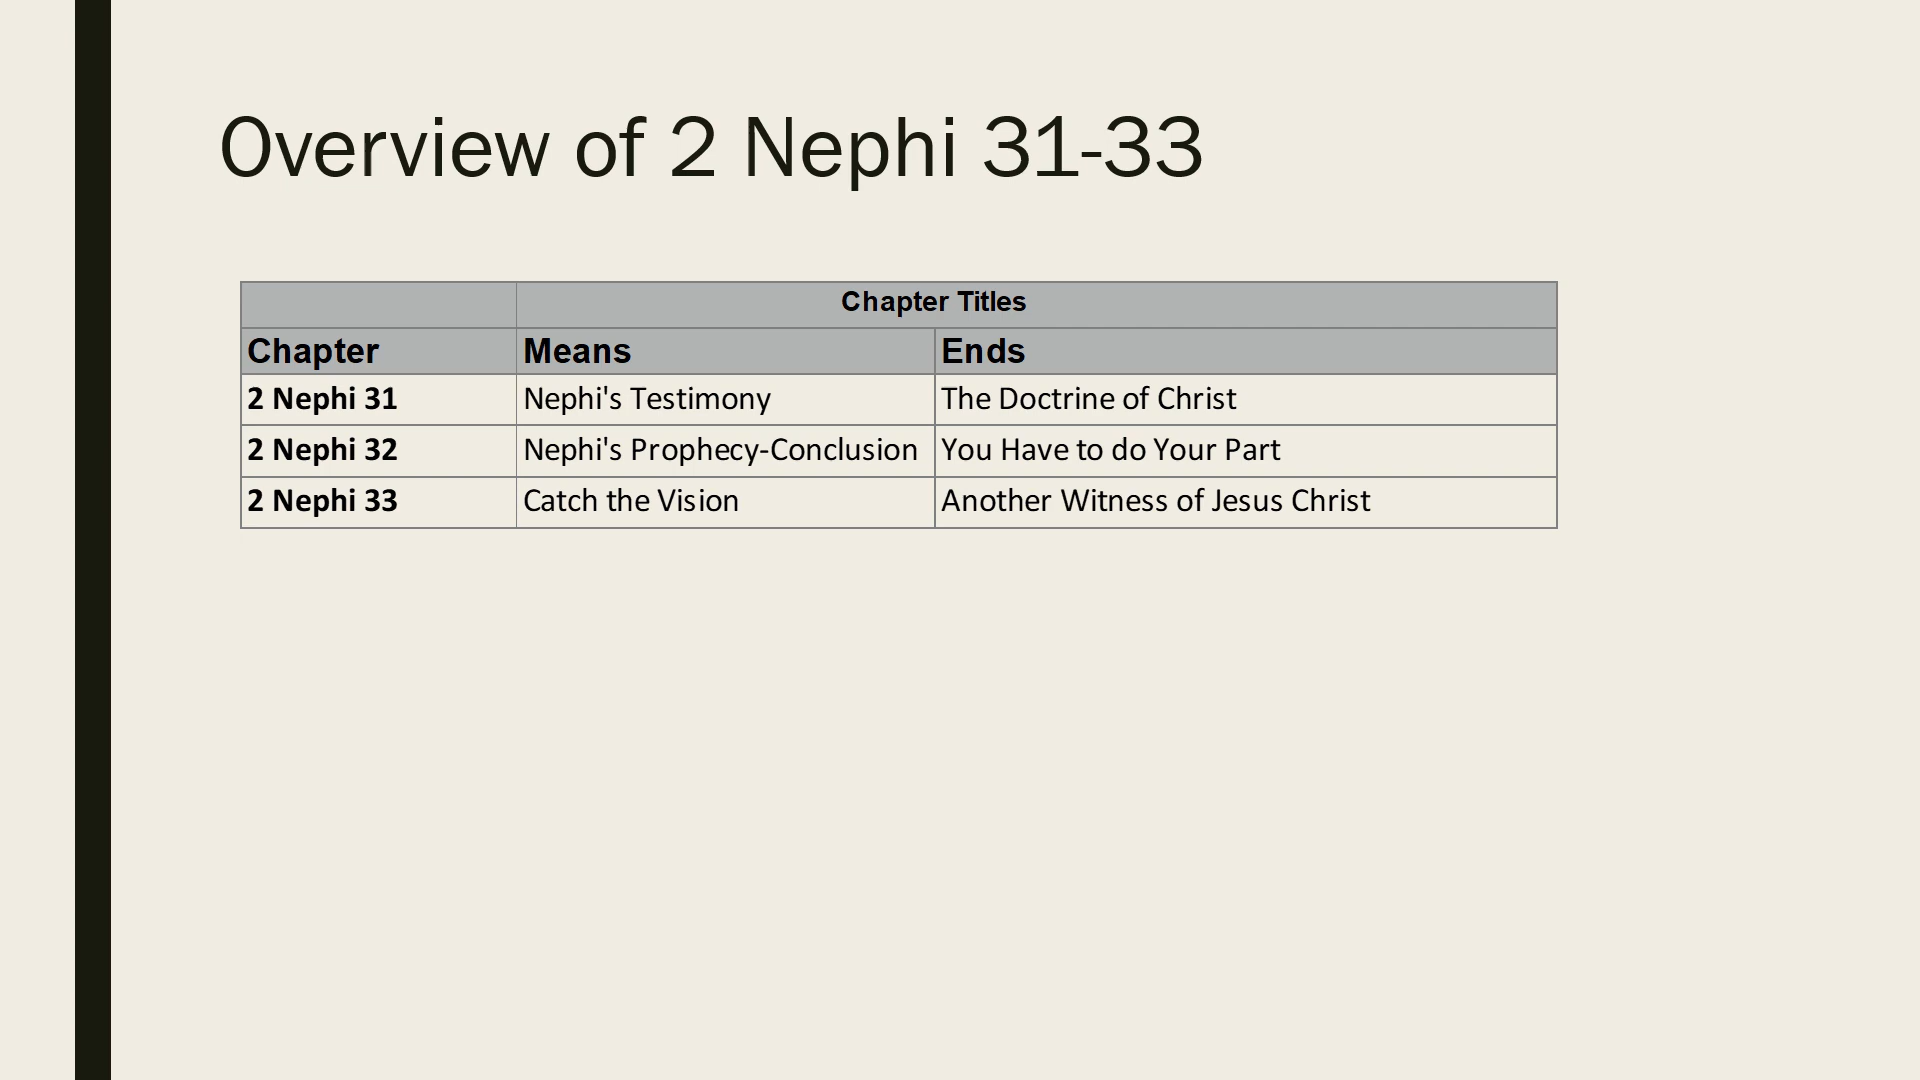 Overview of 2 Nephi 31-33
Chapter Titles
Chapter Means Ends
2 Nephi 31 Nephi's Testimony The Doctrine of Christ
2 Nephi 32 Nephi's Prophecy-Conclusion You Have to do Your Part
2 Nephi 33 Catch the Vision Another Witness of Jesus Christ